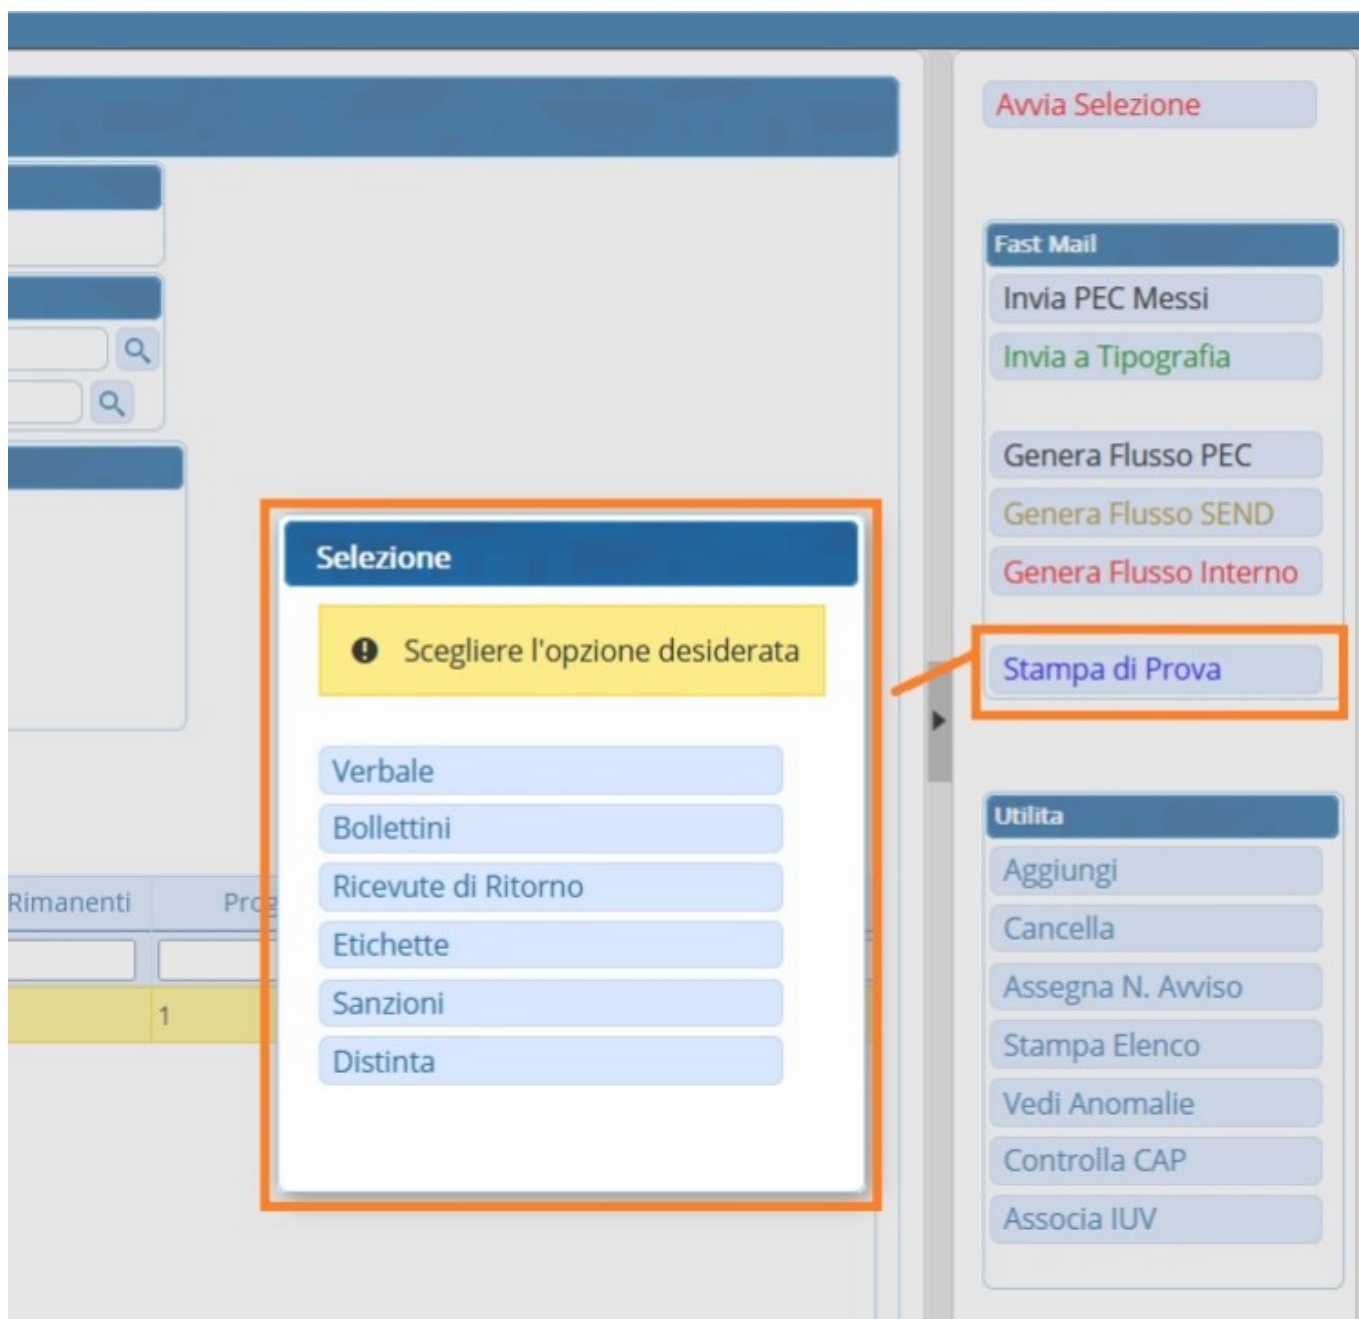 Avvia Selezione
Fast Mail
Invia PEC Messi
Invia a Tipografia
Genera Flusso PEC
Genera Flusso SEND
Genera Flusso Interno
Stampa di Prova
Selezione
Scegliere l'opzione desiderata
Verbale
Bollettini
Ricevute di Ritorno
Etichette
Sanzioni
Distinta
Rimanenti
1
Utilita
Aggiungi
Cancella
Assegna N. Avviso
Stampa Elenco
Vedi Anomalie
Controlla CAP
Associa IUV